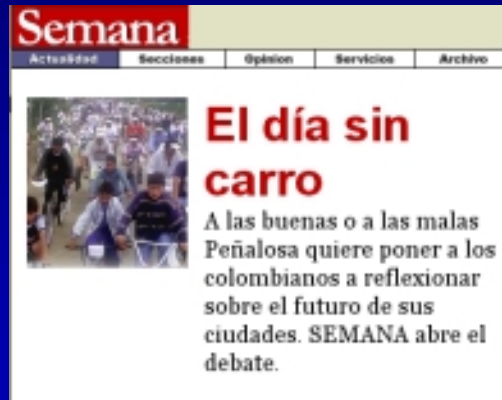 Semana
Actualidad Secciones Opinion Servicios Archivo
El día sin
carro
A las buenas o a las malas
Peñalosa quiere poner a los
colombianos a reflexionar
sobre el futuro de sus
ciudades. SEMANA abre el
debate.